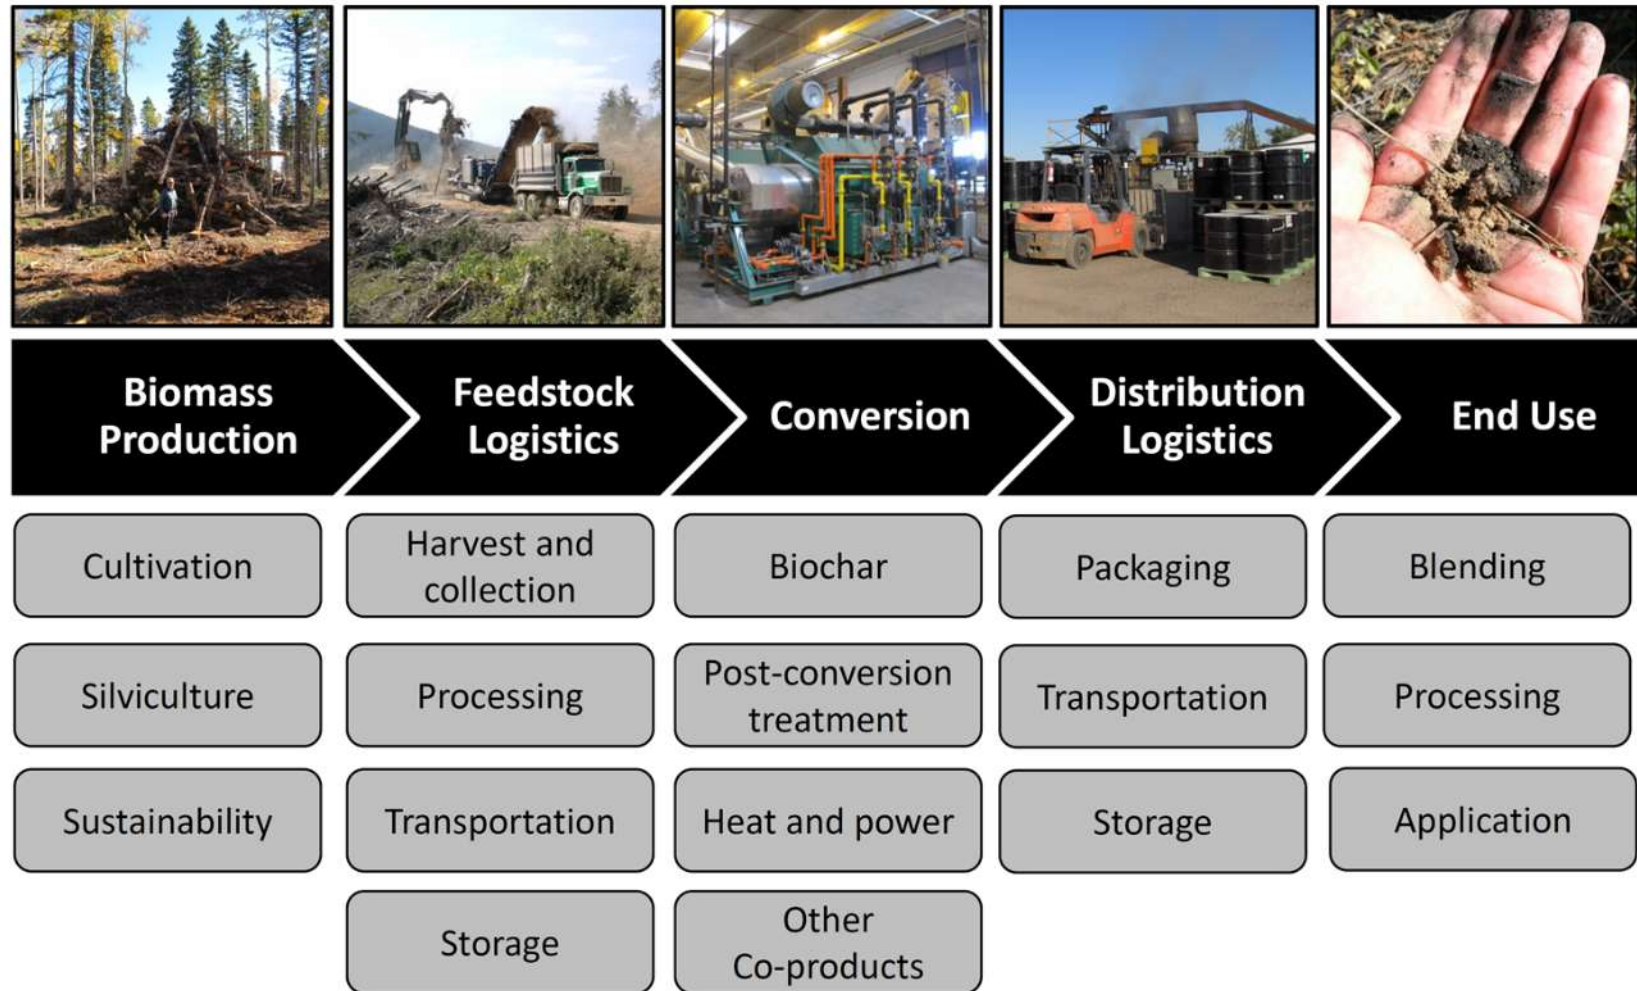 Biomass
Production
Feedstock
Logistics
Conversion
Distribution
Logistics
End Use
Cultivation
Harvest and
collection
Biochar
Packaging
Blending
Silviculture
Processing
Post-conversion
treatment
Transportation
Processing
Sustainability
Transportation
Heat and power
Storage
Application
Storage
Other
Co-products